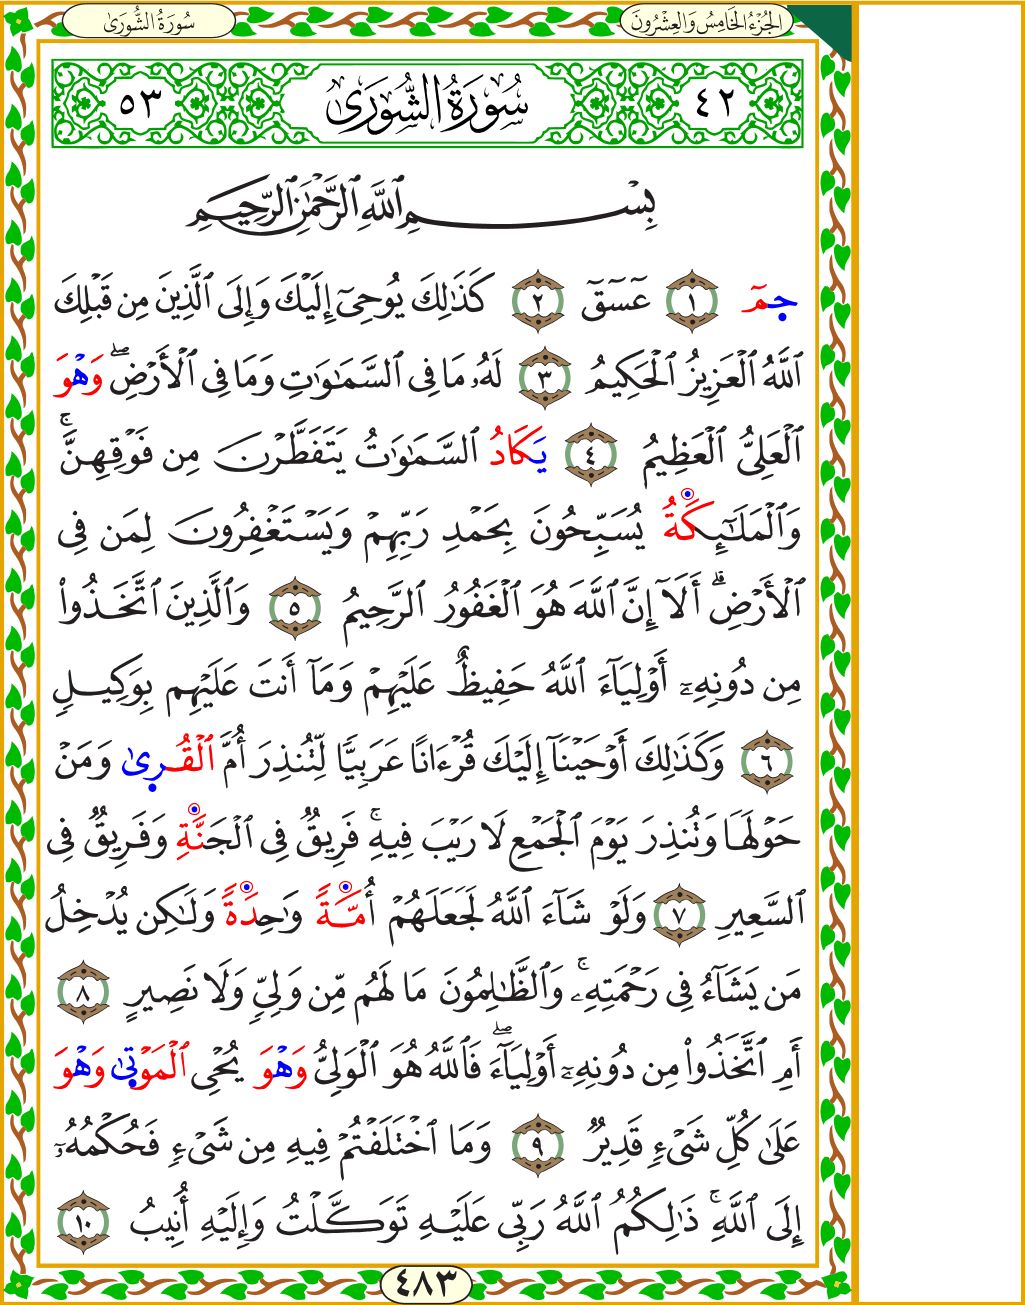 الجُزْءُ الخَامِسُ وَالعِشْرُونَ
سُورَةُ الشُّورَىٰ
٤٢ سُورَةُ الشُّورَىٰ ٥٣
بِسْمِ ٱللَّهِ ٱلرَّحْمَٰنِ ٱلرَّحِيمِ
حمٓ ١ عٓسٓقٓ ٢ كَذَٰلِكَ يُوحِىٓ إِلَيْكَ وَإِلَى ٱلَّذِينَ مِن قَبْلِكَ
ٱللَّهُ ٱلْعَزِيزُ ٱلْحَكِيمُ ٣ لَهُۥ مَا فِى ٱلسَّمَٰوَٰتِ وَمَا فِى ٱلْأَرْضِۖ وَهْوَ
ٱلْعَلِىُّ ٱلْعَظِيمُ ٤ يَكَادُ ٱلسَّمَٰوَٰتُ يَتَفَطَّرْنَ مِن فَوْقِهِنَّۚ
وَٱلْمَلَٰٓئِكَةُ يُسَبِّحُونَ بِحَمْدِ رَبِّهِمْ وَيَسْتَغْفِرُونَ لِمَن فِى
ٱلْأَرْضِۗ أَلَآ إِنَّ ٱللَّهَ هُوَ ٱلْغَفُورُ ٱلرَّحِيمُ ٥ وَٱلَّذِينَ ٱتَّخَذُوا۟
مِن دُونِهِۦٓ أَوْلِيَآءَ ٱللَّهُ حَفِيظٌ عَلَيْهِمْ وَمَآ أَنتَ عَلَيْهِم بِوَكِيلٍ
٦ وَكَذَٰلِكَ أَوْحَيْنَآ إِلَيْكَ قُرْءَانًا عَرَبِيًّا لِّتُنذِرَ أُمَّ ٱلْقُرىٰ وَمَنْ
حَوْلَهَا وَتُنذِرَ يَوْمَ ٱلْجَمْعِ لَا رَيْبَ فِيهِۚ فَرِيقٌ فِى ٱلْجَنَّةِ وَفَرِيقٌ فِى
ٱلسَّعِيرِ ٧ وَلَوْ شَآءَ ٱللَّهُ لَجَعَلَهُمْ أُمَّةً وَٰحِدَةً وَلَٰكِن يُدْخِلُ
مَن يَشَآءُ فِى رَحْمَتِهِۦۚ وَٱلظَّٰلِمُونَ مَا لَهُم مِّن وَلِىٍّ وَلَا نَصِيرٍ ٨
أَمِ ٱتَّخَذُوا۟ مِن دُونِهِۦٓ أَوْلِيَآءَۖ فَٱللَّهُ هُوَ ٱلْوَلِىُّ وَهْوَ يُحْىِ ٱلْمَوْتىٰ وَهْوَ
عَلَىٰ كُلِّ شَىْءٍ قَدِيرٌ ٩ وَمَا ٱخْتَلَفْتُمْ فِيهِ مِن شَىْءٍ فَحُكْمُهُۥٓ
إِلَى ٱللَّهِۚ ذَٰلِكُمُ ٱللَّهُ رَبِّى عَلَيْهِ تَوَكَّلْتُ وَإِلَيْهِ أُنِيبُ ١٠
٤٨٣